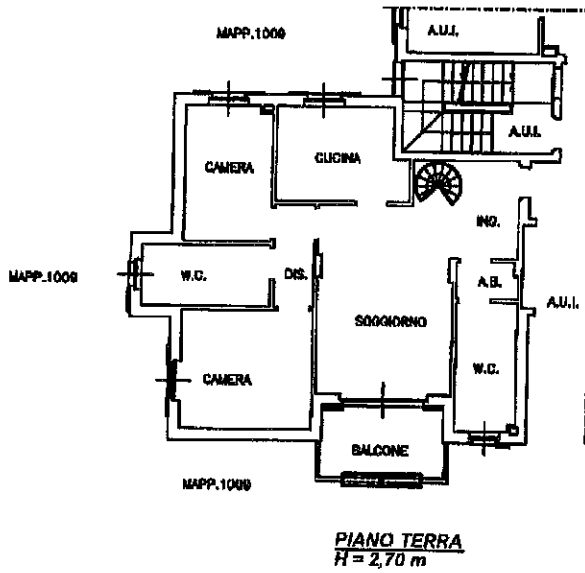 A.U.I.
MAPP.1009
A.U.I.
CAMERA
CUCINA
ING.
MAPP.1009
W.C.
DIS.
A.B.
A.U.I.
SOGGIORNO
CAMERA
W.C.
BALCONE
MAPP.1009
PIANO TERRA
H = 2,70 m